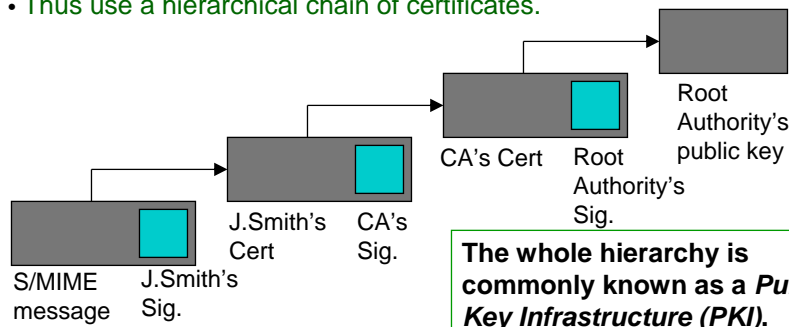 • Thus use a hierarchical chain of certificates.
Root
Authority's
public key
CA's Cert
Root
Authority's
Sig.
J.Smith's
Cert
CA's
Sig.
S/MIME
message
J.Smith's
Sig.
The whole hierarchy is
commonly known as a Pu
Key Infrastructure (PKI).